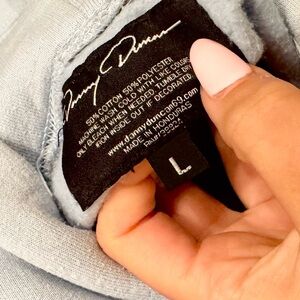 Danny Duncan
50%COTTON 50%POLYESTER
MACHINE WASH COLD WITH LIKE COLORS
ONLY BLEACH WHEN NEEDED TUMBLE DRY
IRON INSIDE OUT IF DECORATED
www.dannyduncan69.com
MADE IN HONDURAS
L